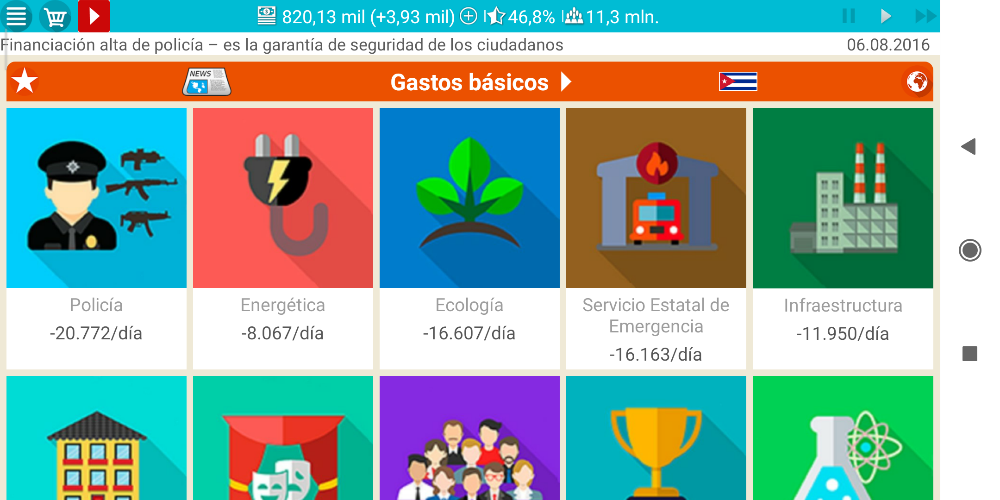 820,13 mil (+3,93 mil) 46,8% 11,3 mln.
Financiación alta de policía – es la garantía de seguridad de los ciudadanos 06.08.2016
NEWS Gastos básicos
Policía
-20.772/día
Energética
-8.067/día
Ecología
-16.607/día
Servicio Estatal de
Emergencia
-16.163/día
Infraestructura
-11.950/día